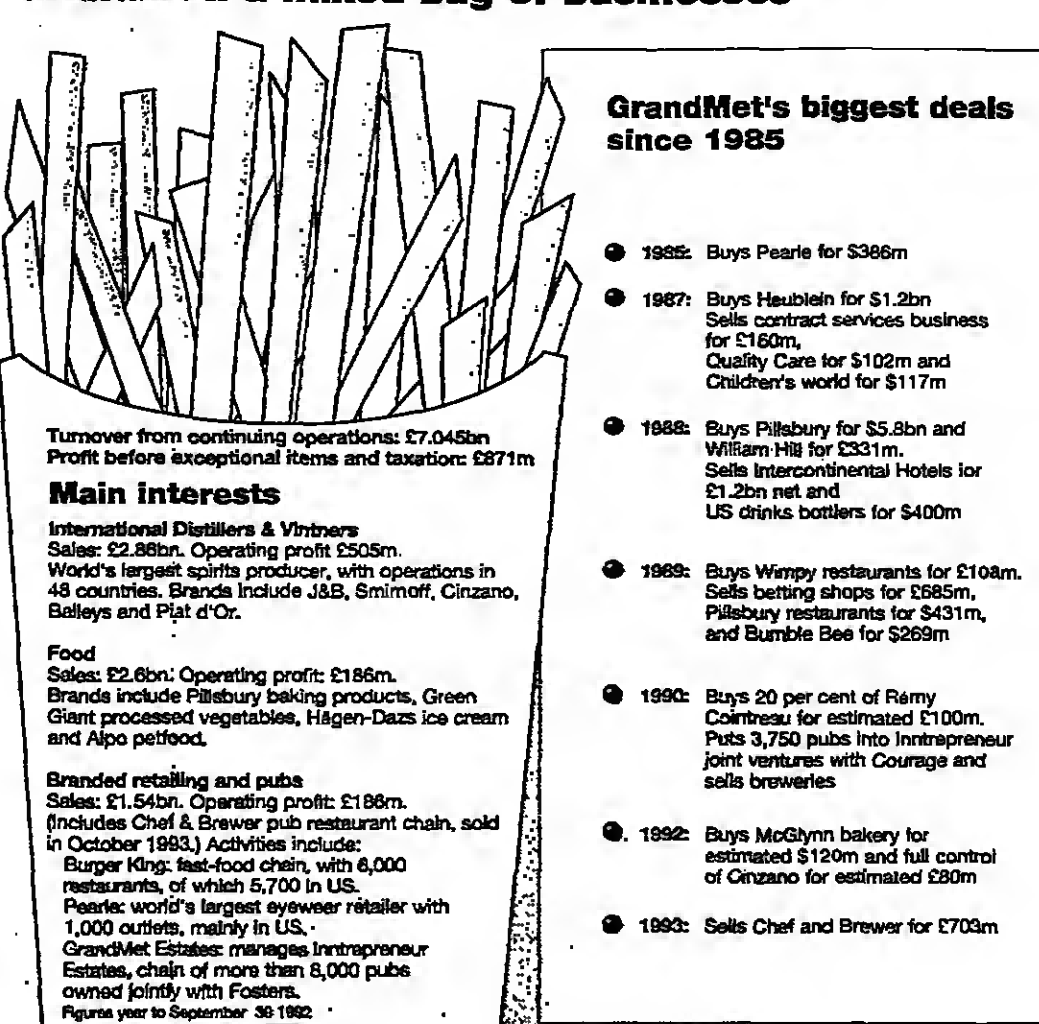 a Mixed Bag of Businesses
Turnover from continuing operations: £7.045bn
Profit before exceptional items and taxation: £871m
Main interests
International Distillers & Vintners
Sales: £2.88bn. Operating profit £505m.
World's largest spirits producer, with operations in
48 countries. Brands include J&B, Smirnoff, Cinzano,
Baileys and Piat d'Or.
Food
Sales: £2.6bn. Operating profit: £186m.
Brands include Pillsbury baking products, Green
Giant processed vegetables, Hägen-Dazs ice cream
and Alpo petfood.
Branded retailing and pubs
Sales: £1.54bn. Operating profit: £186m.
(Includes Chef & Brewer pub restaurant chain, sold
in October 1993.) Activities include:
Burger King: fast-food chain, with 6,000
restaurants, of which 5,700 in US.
Pearle: world's largest eyewear retailer with
1,000 outlets, mainly in US.
GrandMet Estates: manages Inntrepreneur
Estates, chain of more than 8,000 pubs
owned jointly with Fosters.
Figures year to September 30 1992
GrandMet's biggest deals
since 1985
1985: Buys Pearle for $386m
1987: Buys Heublein for $1.2bn
Sells contract services business
for £160m,
Quality Care for $102m and
Children's world for $117m
1988: Buys Pillsbury for $5.8bn and
William Hill for £331m.
Sells Intercontinental Hotels for
£1.2bn net and
US drinks bottlers for $400m
1989: Buys Wimpy restaurants for
Sells betting shops for £685m,
Pillsbury restaurants for $431m,
and Bumble Bee for $269m
1990: Buys 20 per cent of Rémy
Cointreau for estimated £100m.
Puts 3,750 pubs into Inntrepreneur
joint ventures with Courage and
sells breweries
1992: Buys McGlynn bakery for
estimated $120m and full control
of Cinzano for estimated £80m
1993: Sells Chef and Brewer for £703m